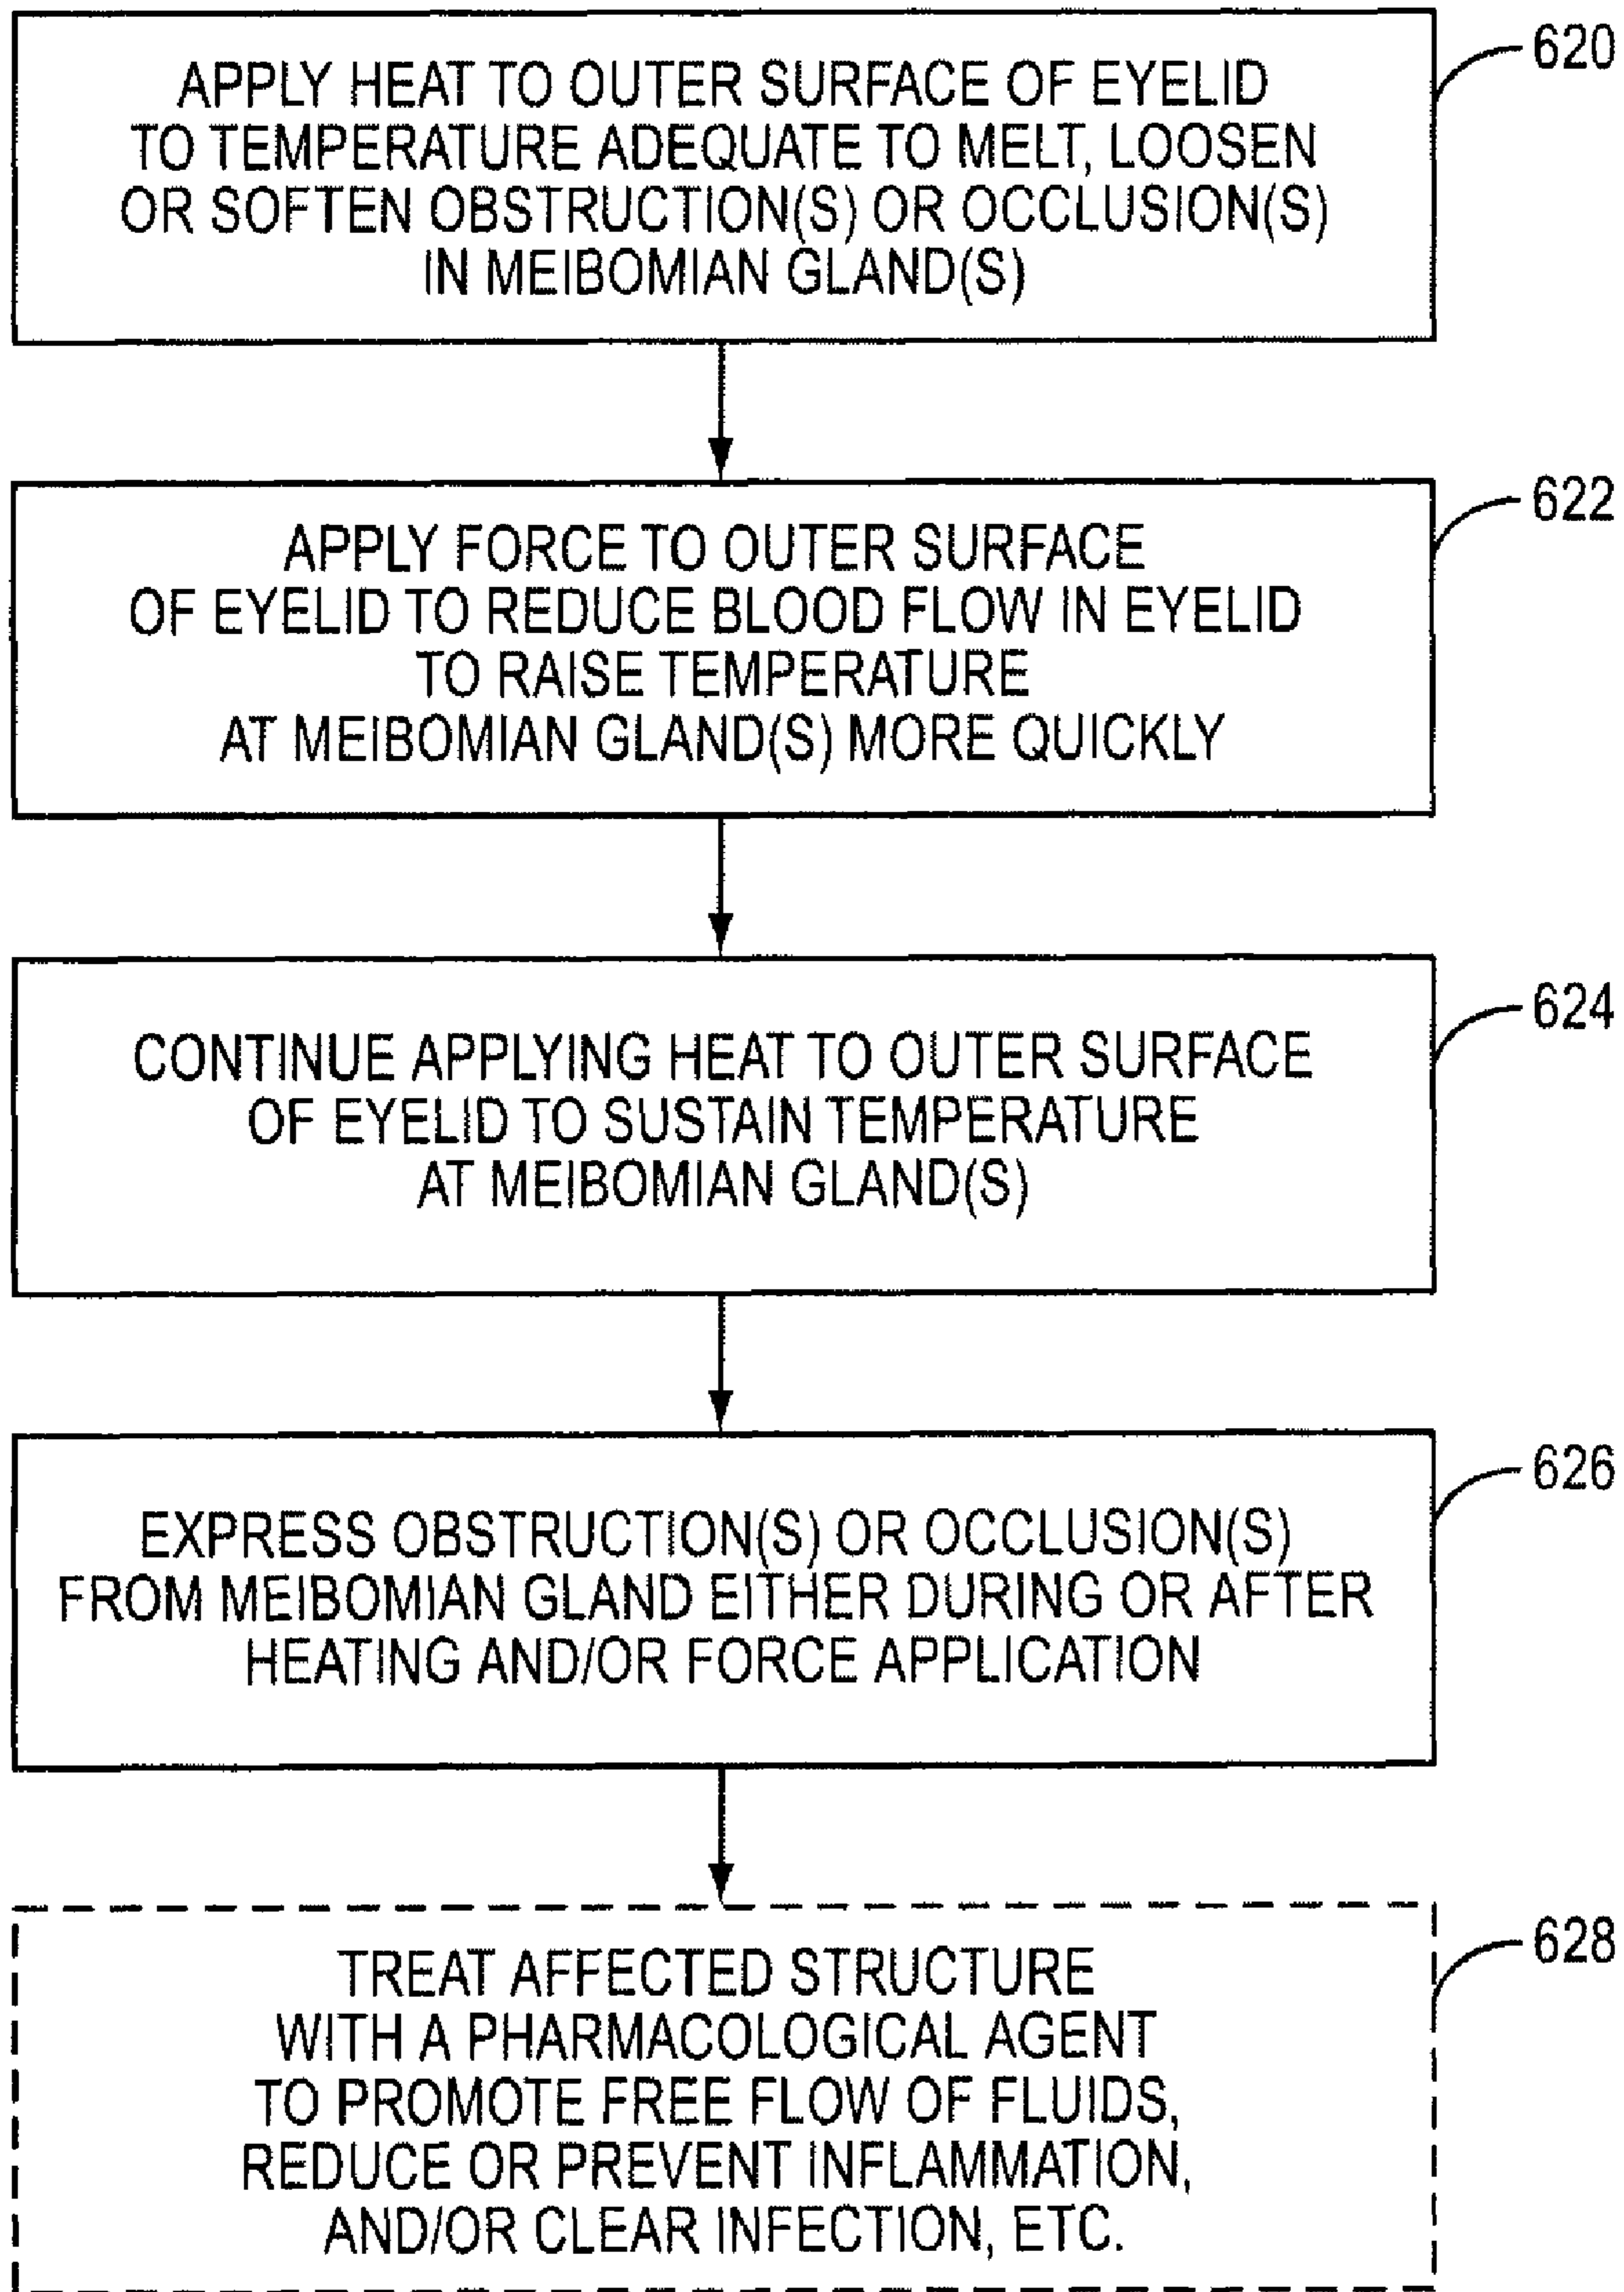 APPLY HEAT TO OUTER SURFACE OF EYELID
TO TEMPERATURE ADEQUATE TO MELT, LOOSEN
OR SOFTEN OBSTRUCTION(S) OR OCCLUSION(S)
IN MEIBOMIAN GLAND(S)
620
APPLY FORCE TO OUTER SURFACE
OF EYELID TO REDUCE BLOOD FLOW IN EYELID
TO RAISE TEMPERATURE
AT MEIBOMIAN GLAND(S) MORE QUICKLY
622
CONTINUE APPLYING HEAT TO OUTER SURFACE
OF EYELID TO SUSTAIN TEMPERATURE
AT MEIBOMIAN GLAND(S)
624
EXPRESS OBSTRUCTION(S) OR OCCLUSION(S)
FROM MEIBOMIAN GLAND EITHER DURING OR AFTER
HEATING AND/OR FORCE APPLICATION
626
TREAT AFFECTED STRUCTURE
WITH A PHARMACOLOGICAL AGENT
TO PROMOTE FREE FLOW OF FLUIDS,
REDUCE OR PREVENT INFLAMMATION,
AND/OR CLEAR INFECTION, ETC.
628